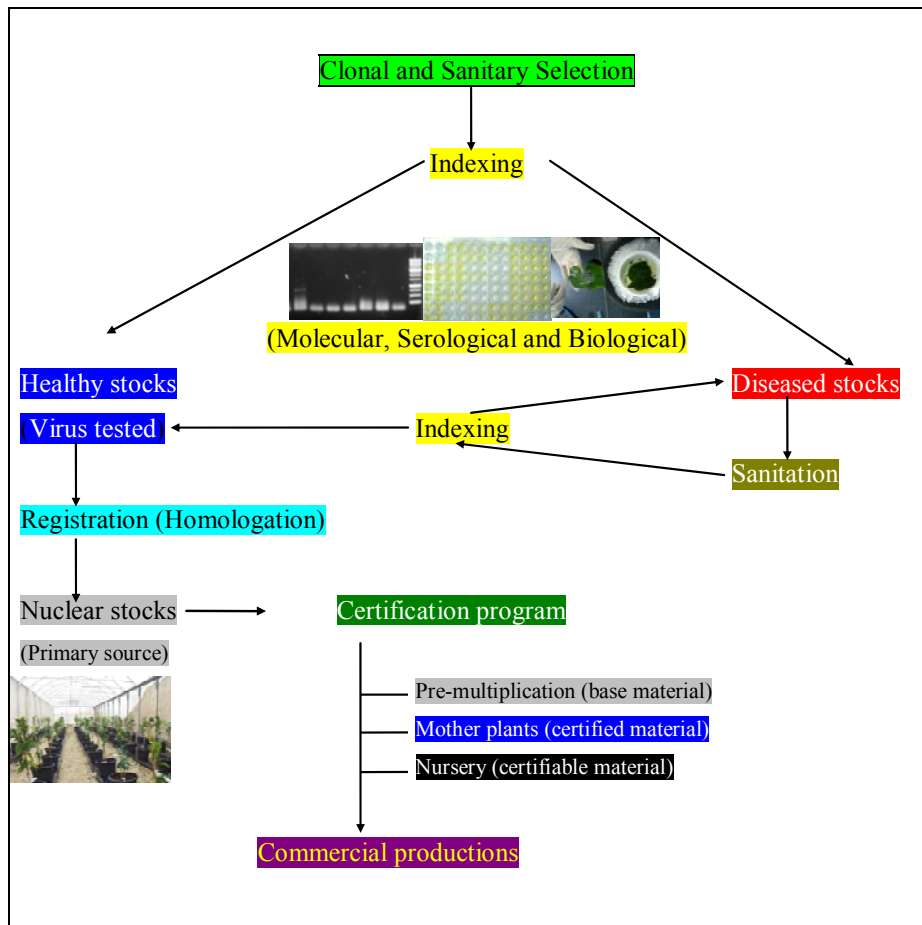 Clonal and Sanitary Selection
Indexing
(Molecular, Serological and Biological)
Healthy stocks
Diseased stocks
(Virus tested)
Indexing
Sanitation
Registration (Homologation)
Nuclear stocks
Certification program
(Primary source)
Pre-multiplication (base material)
Mother plants (certified material)
Nursery (certifiable material)
Commercial productions